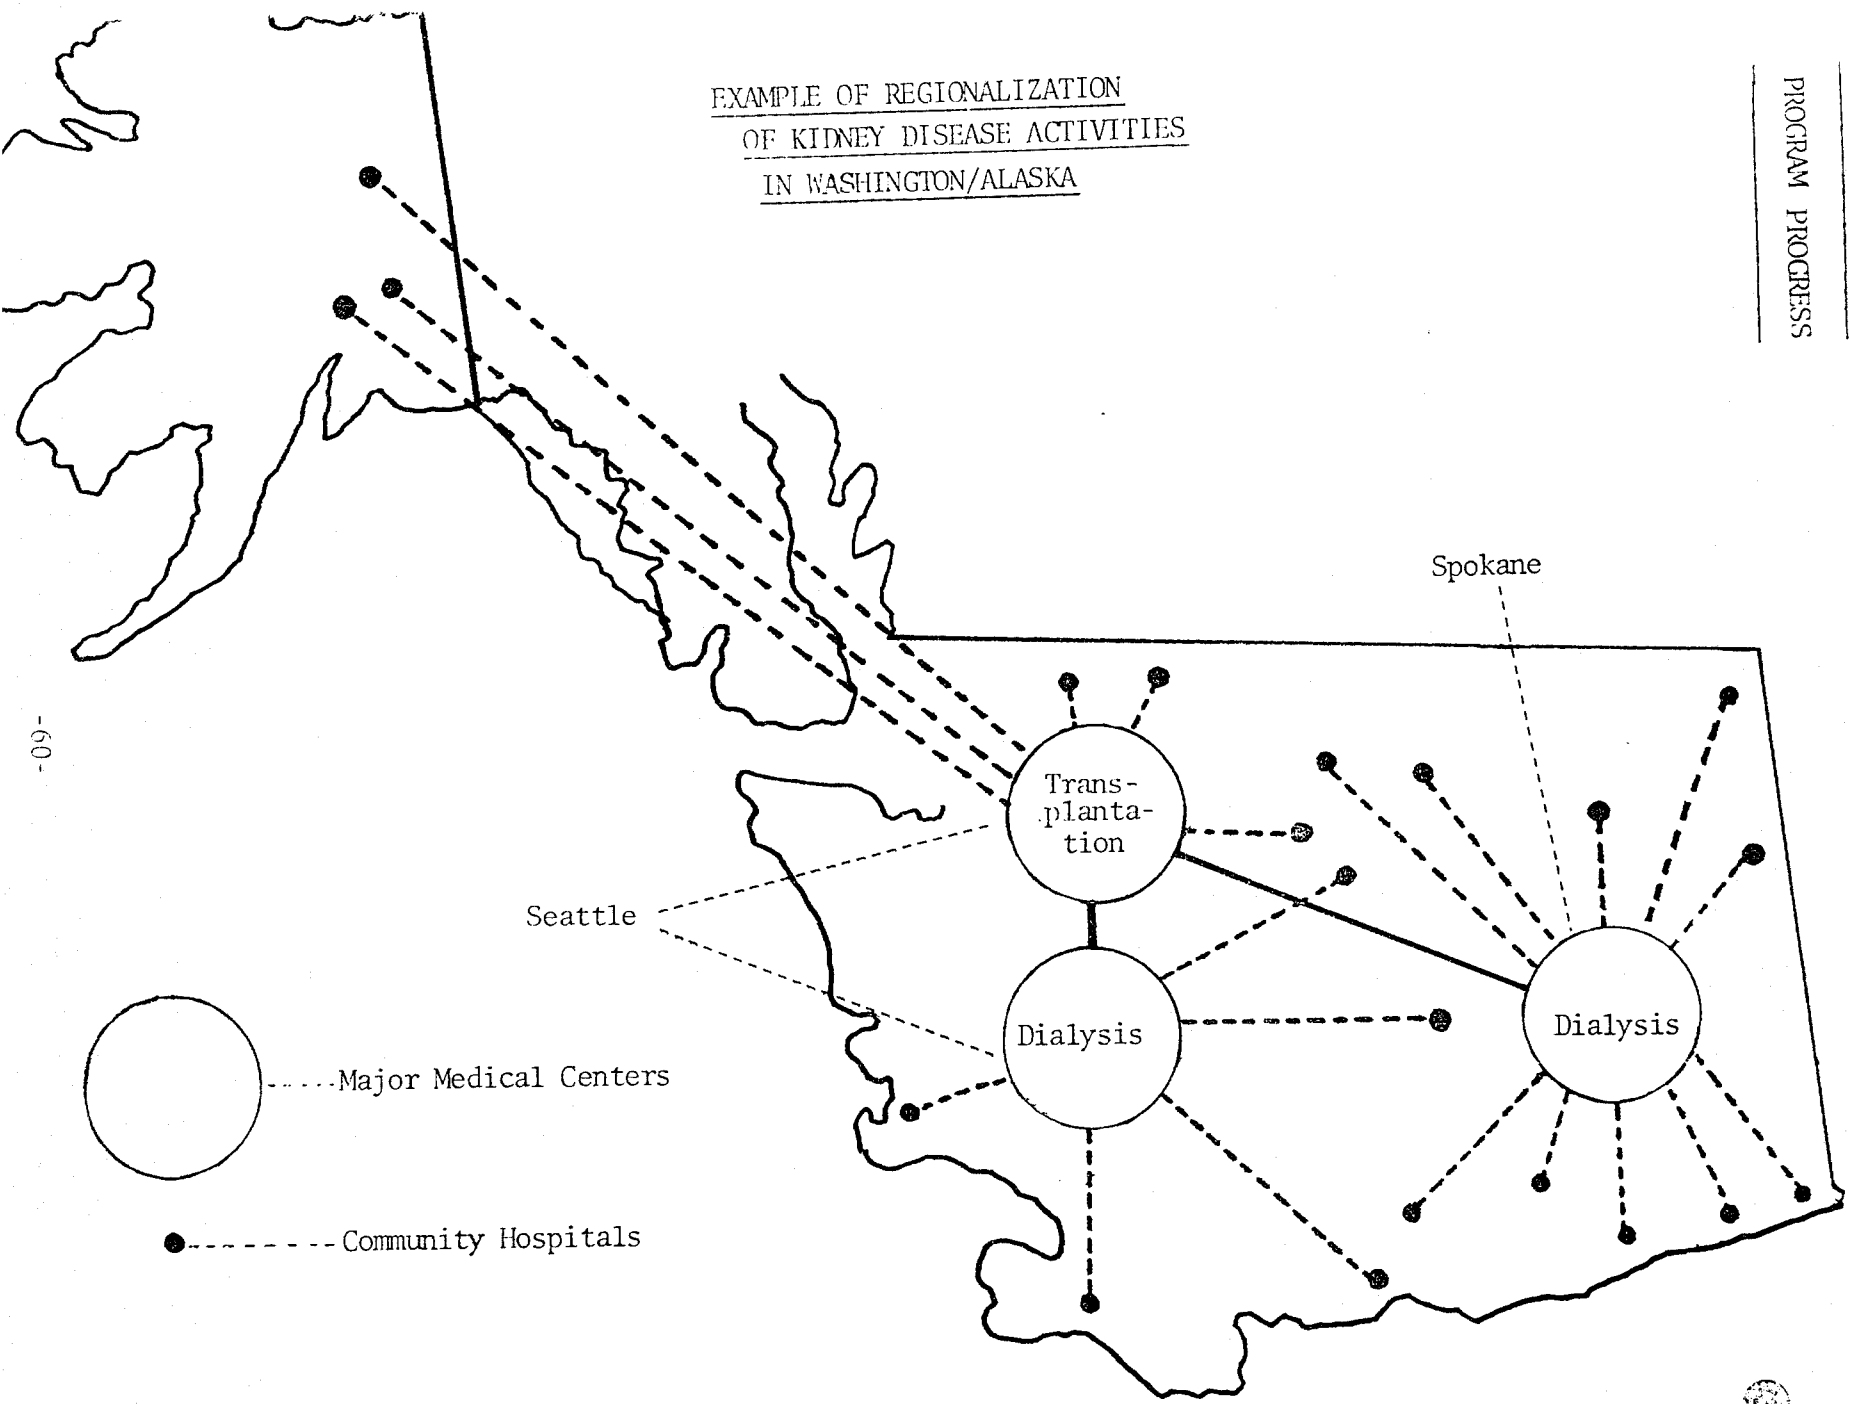 EXAMPLE OF REGIONALIZATION
OF KIDNEY DISEASE ACTIVITIES
IN WASHINGTON/ALASKA
PROGRAM PROGRESS
Spokane
Trans-
planta-
tion
Seattle
Dialysis
Dialysis
Major Medical Centers
Community Hospitals
-60-